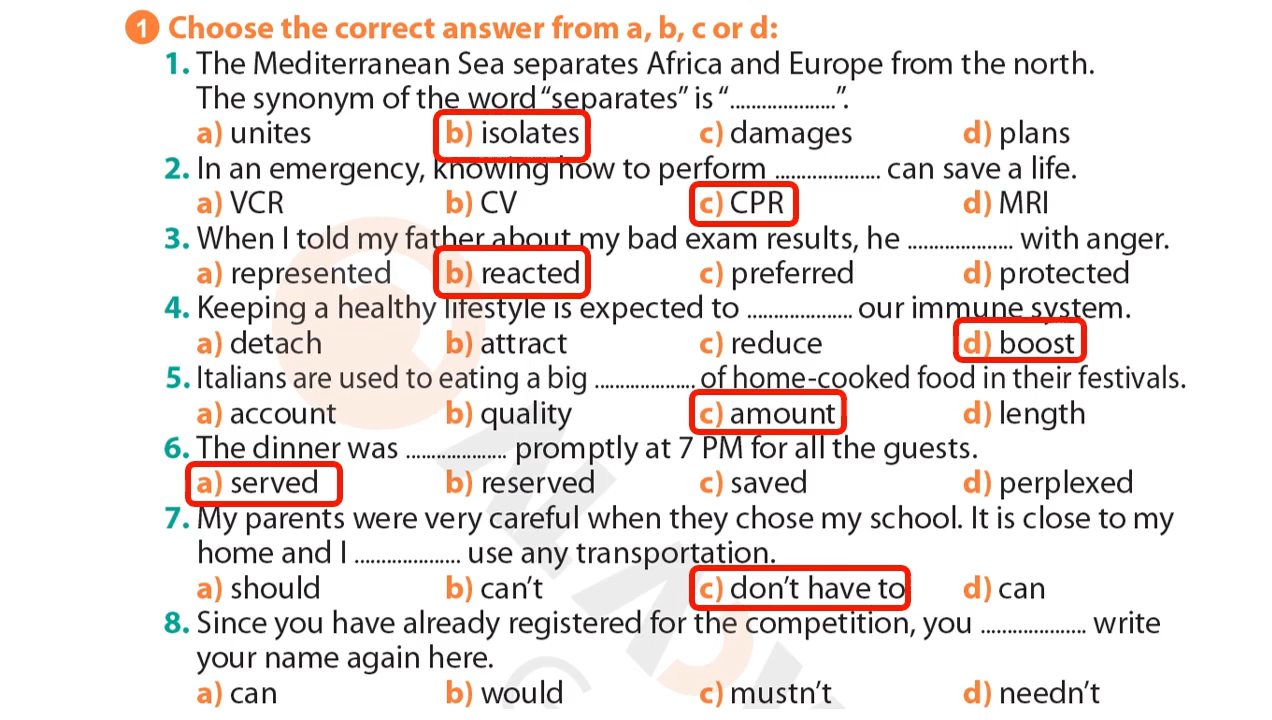 1 Choose the correct answer from a, b, c or d:
1. The Mediterranean Sea separates Africa and Europe from the north.
The synonym of the word “separates” is “...................”.
a) unites b) isolates c) damages d) plans
2. In an emergency, knowing how to perform ................... can save a life.
a) VCR b) CV c) CPR d) MRI
3. When I told my father about my bad exam results, he ................... with anger.
a) represented b) reacted c) preferred d) protected
4. Keeping a healthy lifestyle is expected to ................... our immune system.
a) detach b) attract c) reduce d) boost
5. Italians are used to eating a big ................... of home-cooked food in their festivals.
a) account b) quality c) amount d) length
6. The dinner was ................... promptly at 7 PM for all the guests.
a) served b) reserved c) saved d) perplexed
7. My parents were very careful when they chose my school. It is close to my
home and I ................... use any transportation.
a) should b) can’t c) don’t have to d) can
8. Since you have already registered for the competition, you ................... write
your name again here.
a) can b) would c) mustn’t d) needn’t